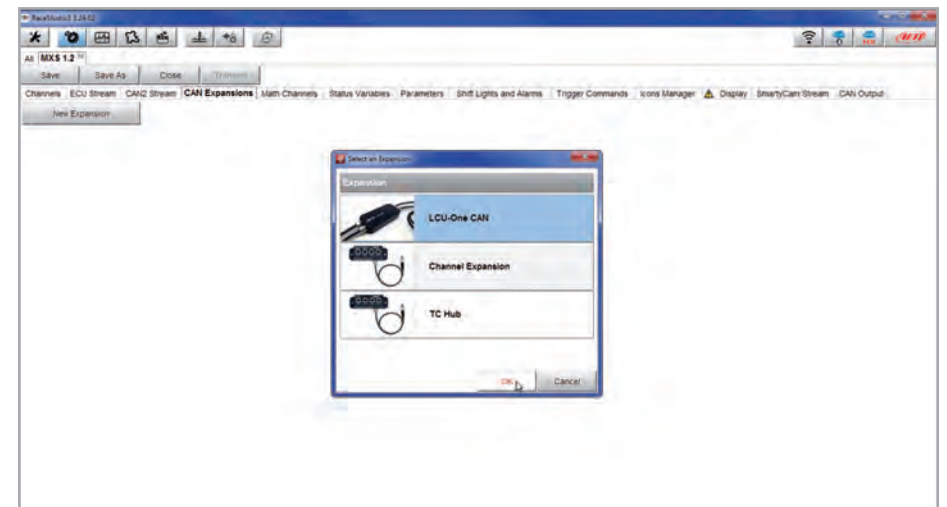 RaceStudio3 3.24.02
All MXS 1.2
Save Save As Close Transmit
Channels ECU Stream CAN2 Stream CAN Expansions Math Channels Status Variables Parameters Shift Lights and Alarms Trigger Commands Icons Manager Display SmartyCam Stream CAN Output
New Expansion
Select an Expansion
Expansion
LCU-One CAN
Channel Expansion
TC Hub
OK Cancel